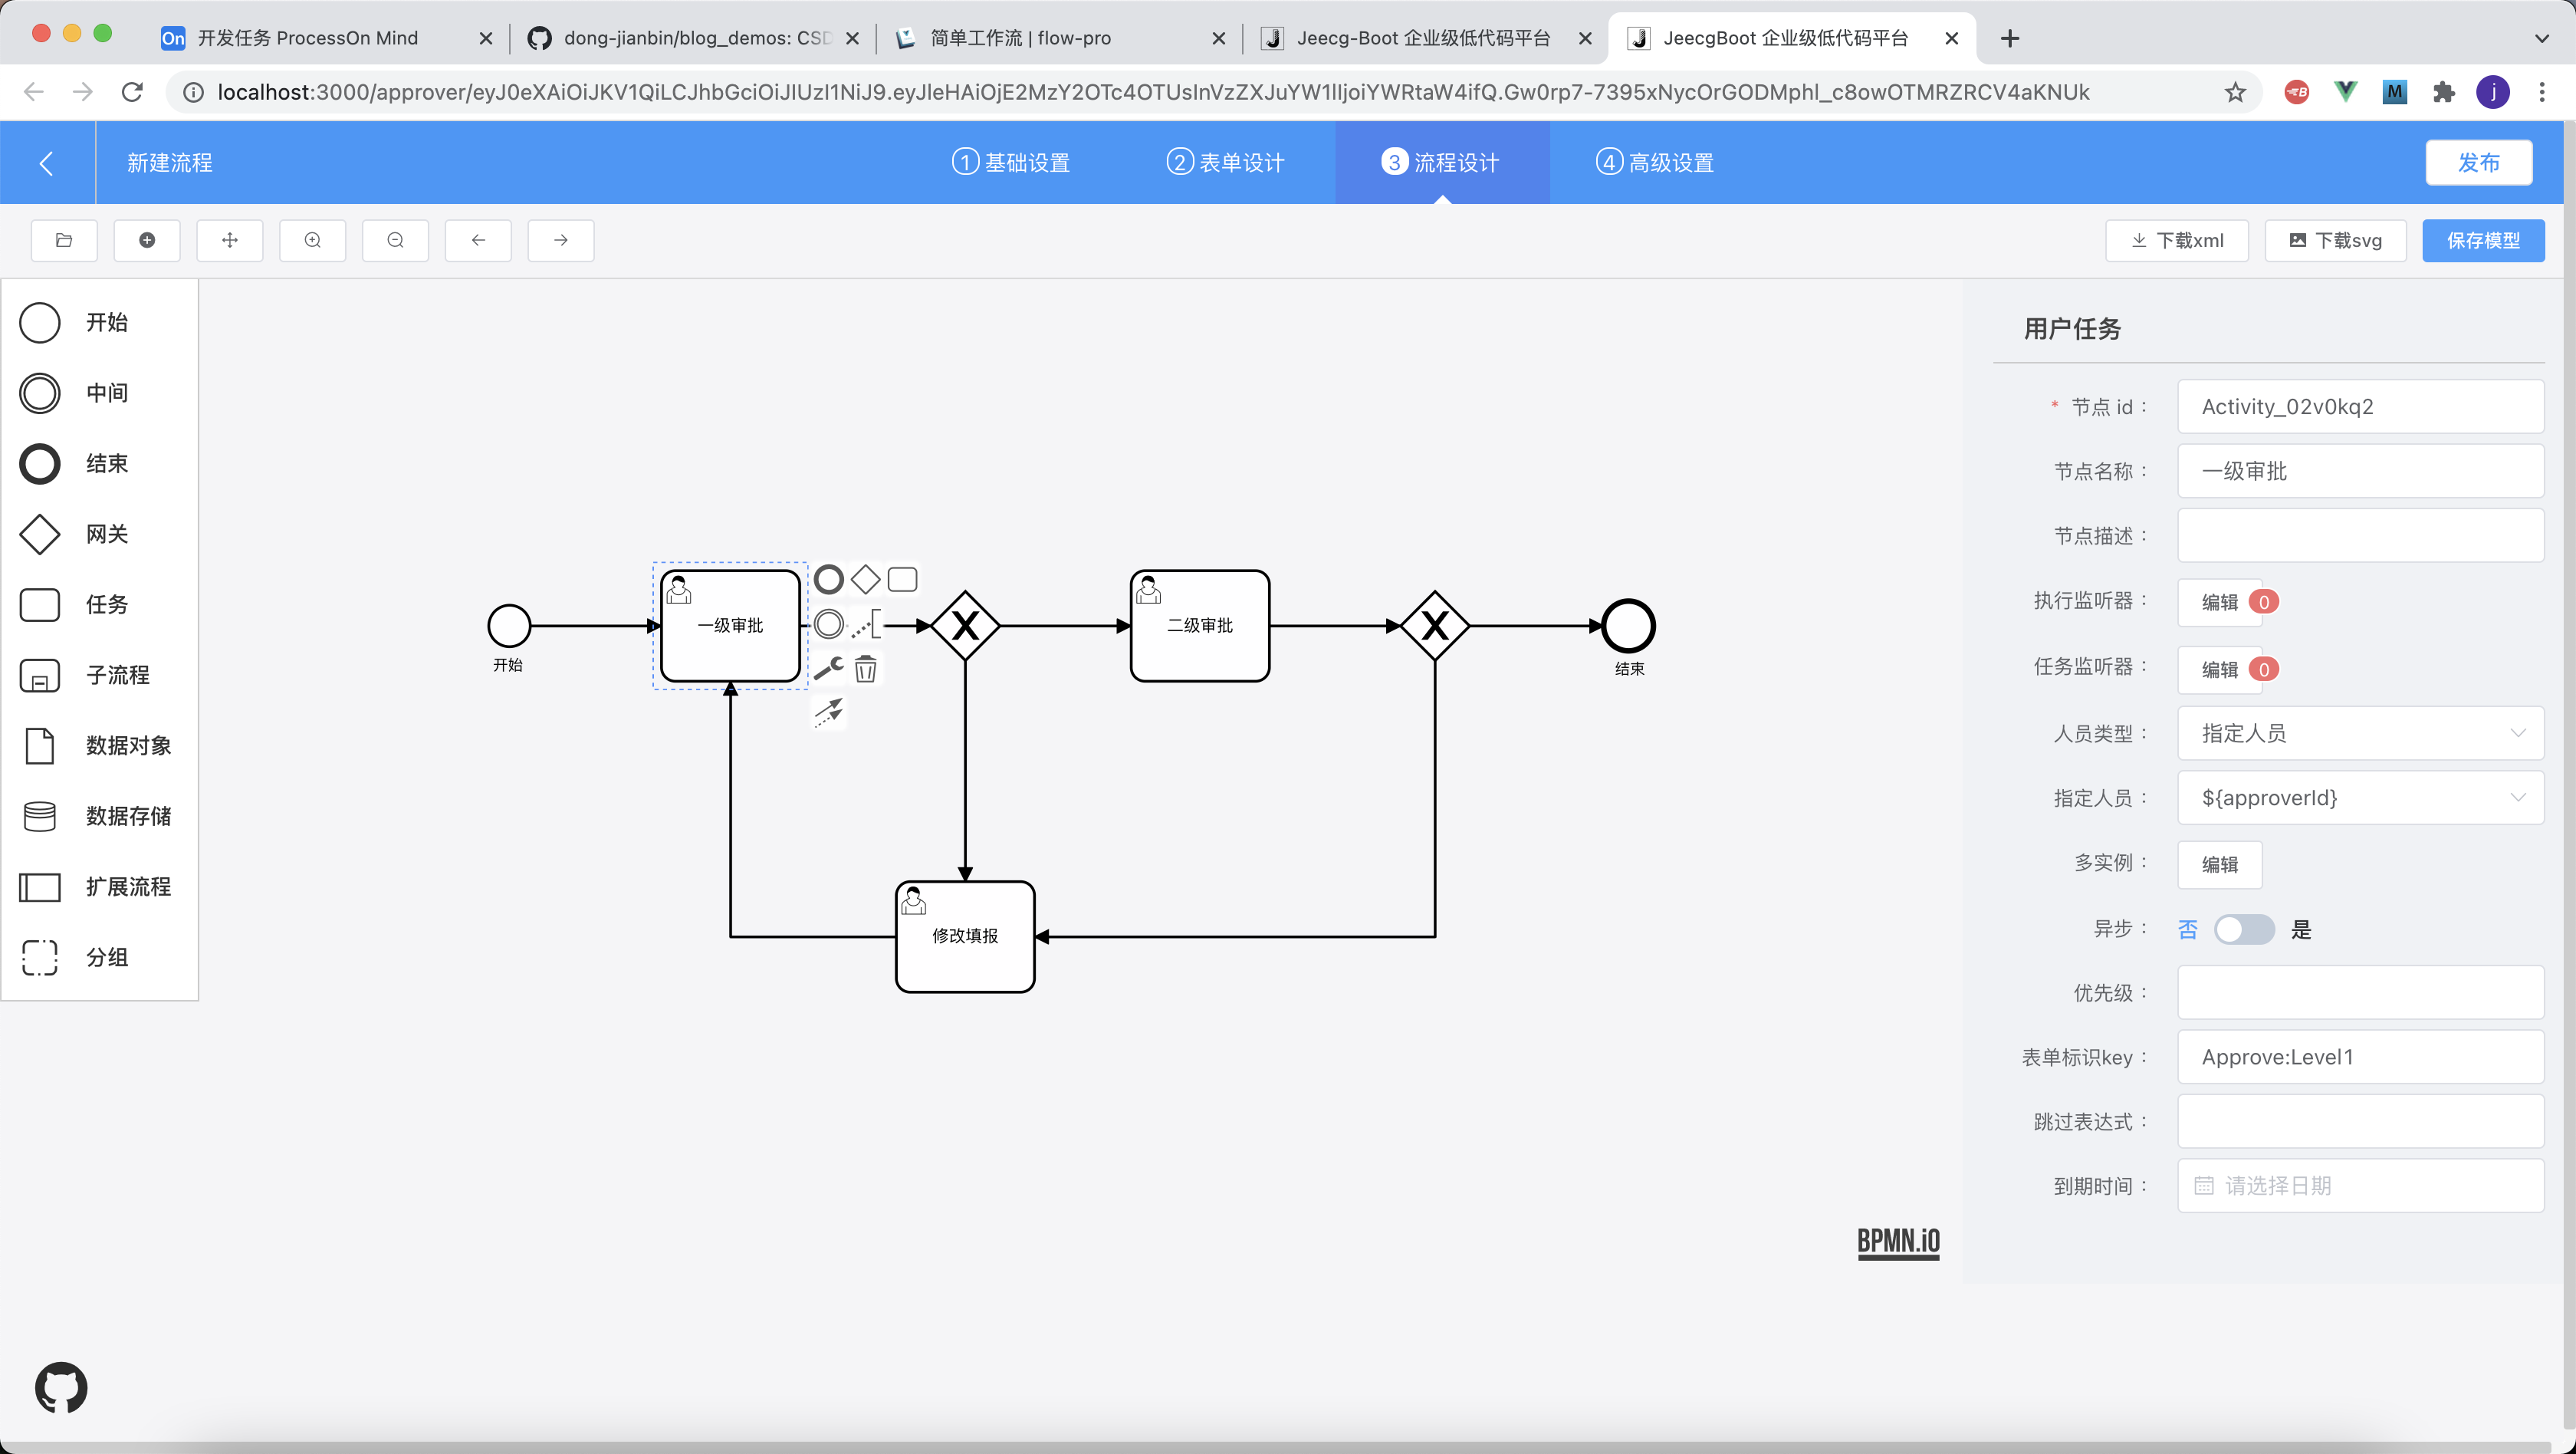 On 开发任务 ProcessOn Mind
dong-jianbin/blog_demos: CSD
简单工作流 | flow-pro
Jeecg-Boot 企业级低代码平台
JeecgBoot 企业级低代码平台
localhost:3000/approver/eyJ0eXAiOiJKV1QiLCJhbGciOiJIUzI1NiJ9.eyJleHAiOjE2MzY2OTc4OTUsInVzZXJuYW1lIjoiYWRtaW4ifQ.Gw0rp7-7395xNycOrGODMphl_c8owOTMRZRCV4aKNUk
B
M
j
新建流程
1 基础设置
2 表单设计
3 流程设计
4 高级设置
发布
下载xml
下载svg
保存模型
开始
中间
结束
网关
任务
子流程
数据对象
数据存储
扩展流程
分组
开始
一级审批
二级审批
结束
修改填报
BPMN.iO
用户任务
* 节点 id：
Activity_02v0kq2
节点名称：
一级审批
节点描述：
执行监听器：
编辑 0
任务监听器：
编辑 0
人员类型：
指定人员
指定人员：
${approverId}
多实例：
编辑
异步：
否 是
优先级：
表单标识key：
Approve:Level1
跳过表达式：
到期时间：
请选择日期